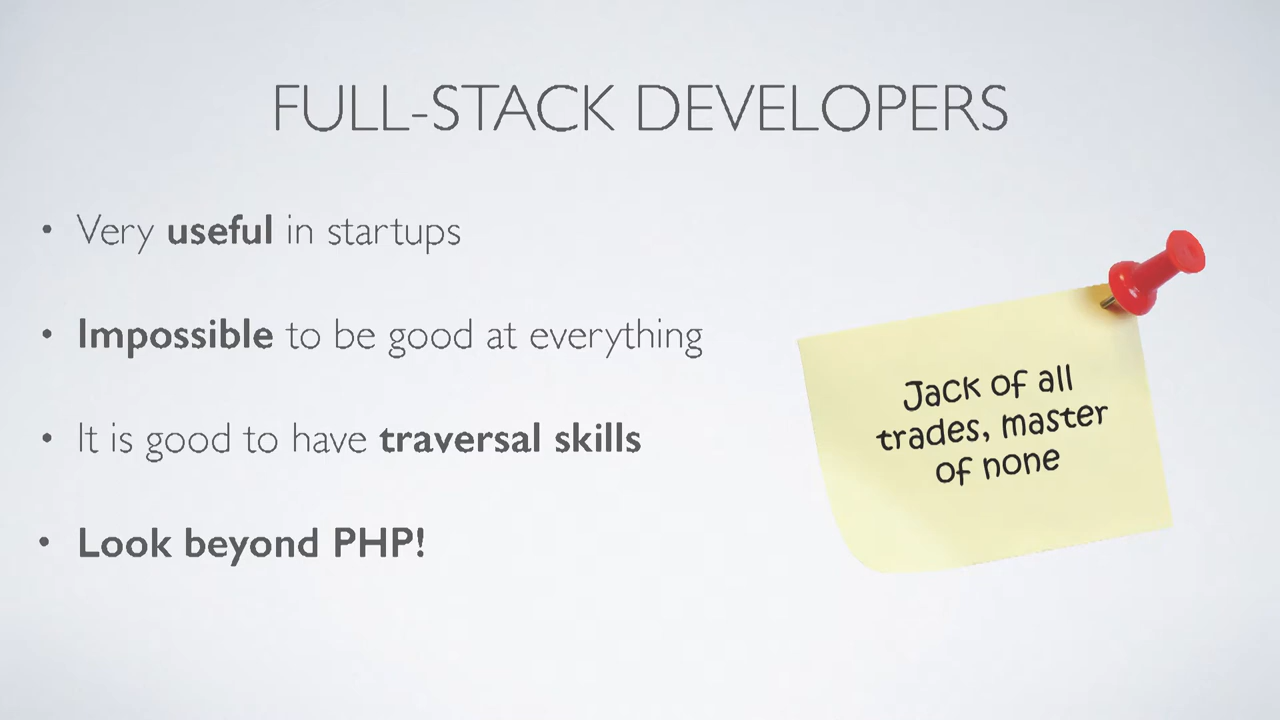 FULL-STACK DEVELOPERS
• Very useful in startups
• Impossible to be good at everything
• It is good to have traversal skills
• Look beyond PHP!
Jack of all
trades, master
of none